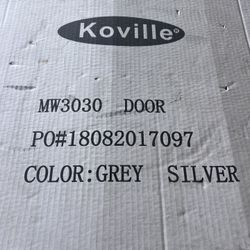 Koville®
MW3030 DOOR
PO#18082017097
COLOR:GREY SILVER